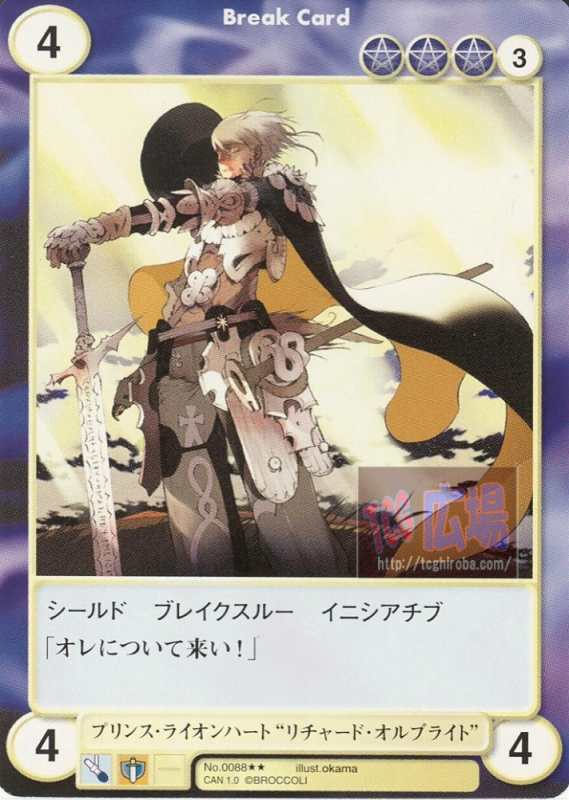 Break Card
4
3
広場
http://tcghiroba.com/
シールド ブレイクスルー イニシアチブ
「オレについて来い!」
プリンス・ライオンハート “リチャード・オルブライト”
4
4
No.0088★★ illust.okama
CAN 1.0 ©BROCCOLI